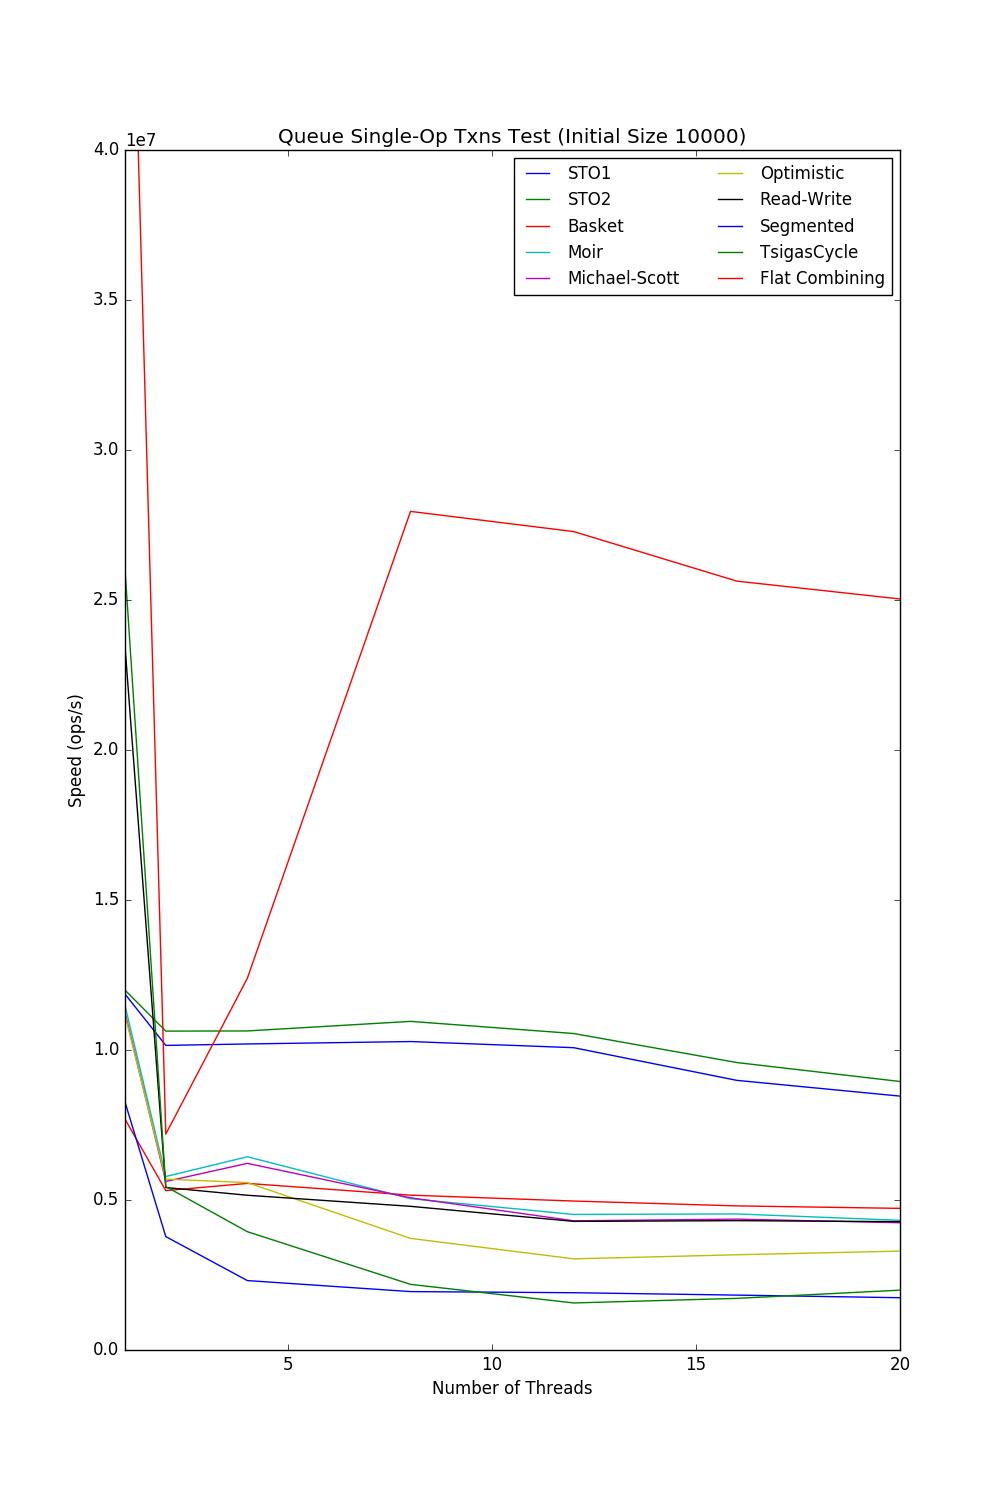 Queue Single-Op Txns Test (Initial Size 10000)
1e7
STO1
STO2
Basket
Moir
Michael-Scott
Optimistic
Read-Write
Segmented
TsigasCycle
Flat Combining
Speed (ops/s)
4.0
3.5
3.0
2.5
2.0
1.5
1.0
0.5
0.0
5
10
15
20
Number of Threads